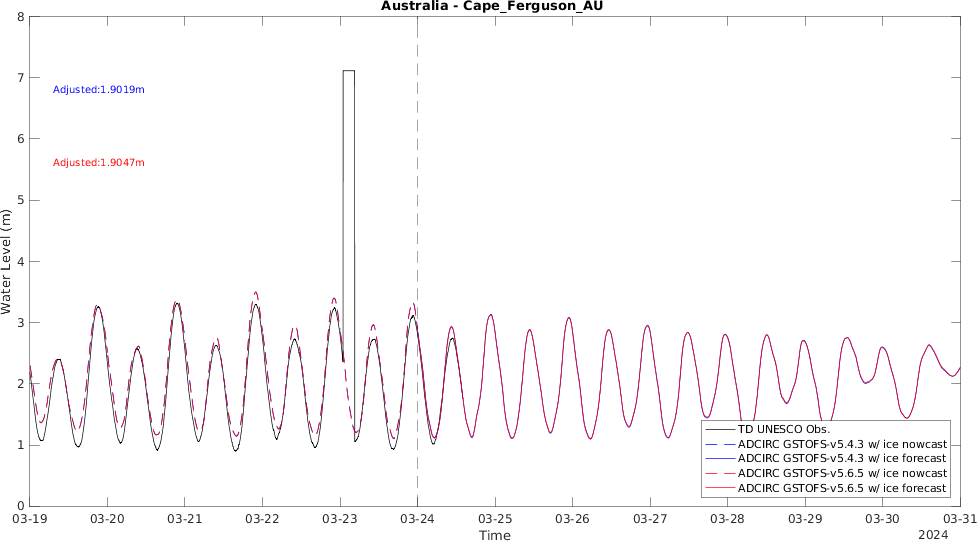 Australia - Cape_Ferguson_AU
8
7
6
5
4
3
2
1
0
Water Level (m)
Adjusted:1.9019m
Adjusted:1.9047m
TD UNESCO Obs.
ADCIRC GSTOFS-v5.4.3 w/ ice nowcast
ADCIRC GSTOFS-v5.4.3 w/ ice forecast
ADCIRC GSTOFS-v5.6.5 w/ ice nowcast
ADCIRC GSTOFS-v5.6.5 w/ ice forecast
03-19 03-20 03-21 03-22 03-23 03-24 03-25 03-26 03-27 03-28 03-29 03-30 03-31
Time
2024